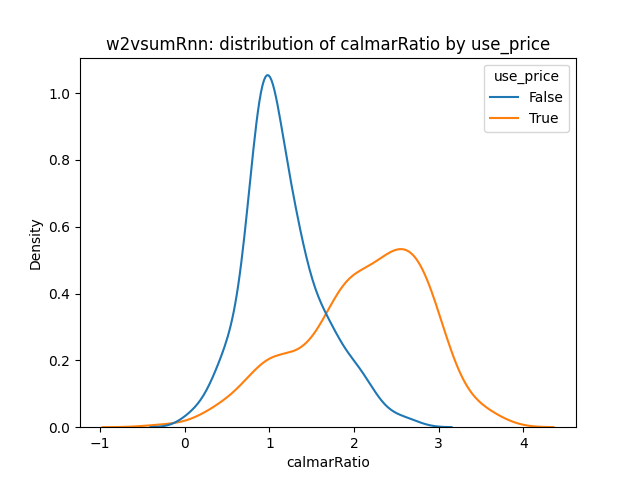 w2vsumRnn: distribution of calmarRatio by use_price
use_price
False
True
Density
1.0
0.8
0.6
0.4
0.2
0.0
−1
0
1
2
3
4
calmarRatio